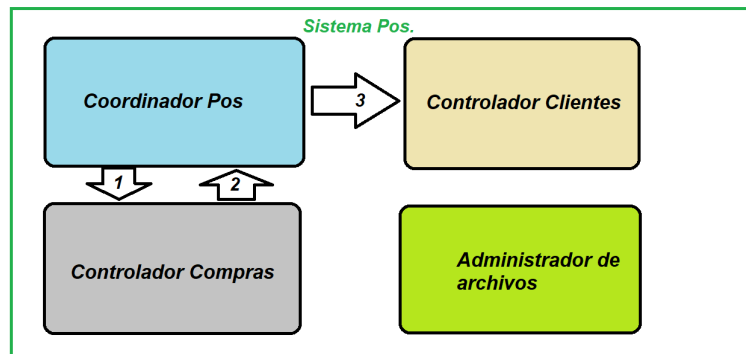 Sistema Pos.
Coordinador Pos
3
Controlador Clientes
1
2
Controlador Compras
Administrador de
archivos